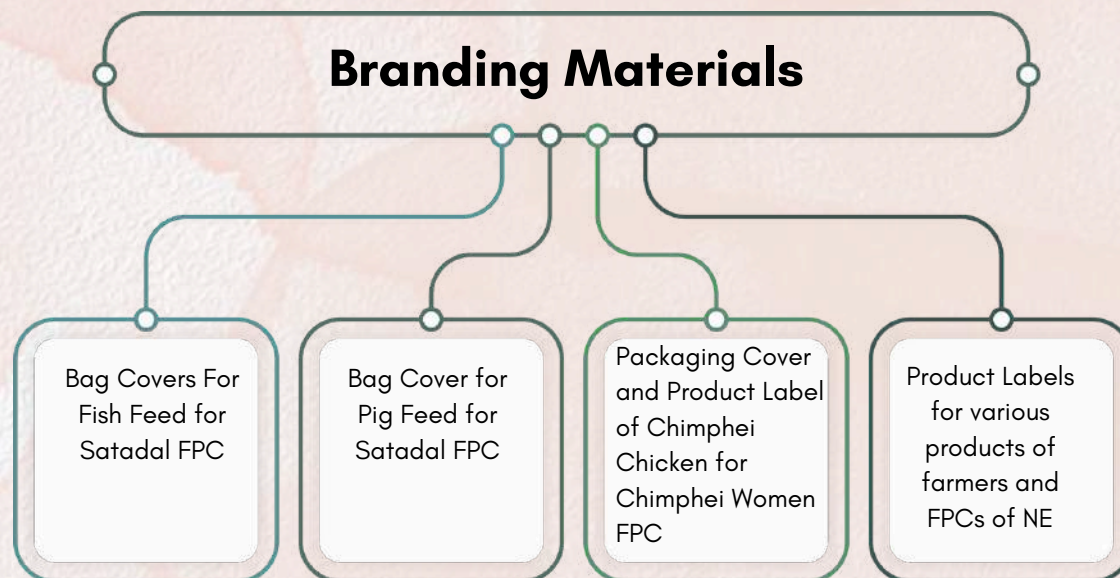 Branding Materials
Bag Covers For
Fish Feed for
Satadal FPC
Bag Cover for
Pig Feed for
Satadal FPC
Packaging Cover
and Product Label
of Chimphei
Chicken for
Chimphei Women
FPC
Product Labels
for various
products of
farmers and
FPCs of NE